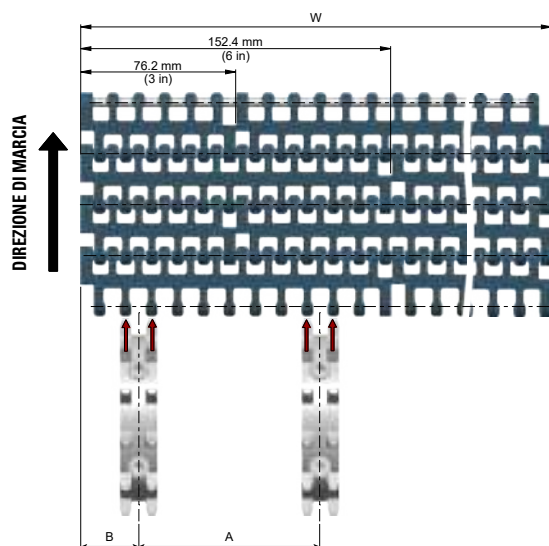 W
152.4 mm
(6 in)
76.2 mm
(3 in)
DIREZIONE DI MARCIA
B
A